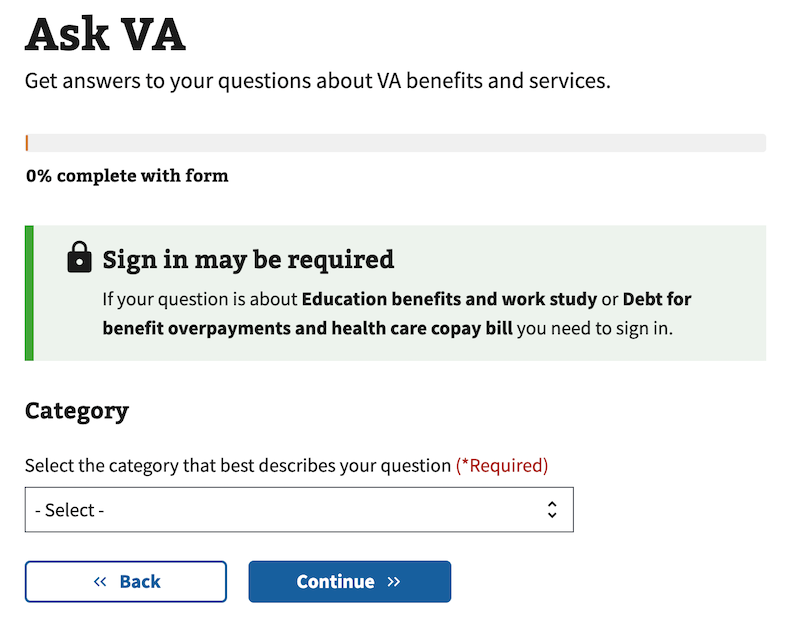 Ask VA
Get answers to your questions about VA benefits and services.
0% complete with form
Sign in may be required
If your question is about Education benefits and work study or Debt for
benefit overpayments and health care copay bill you need to sign in.
Category
Select the category that best describes your question (*Required)
- Select -
« Back
Continue »